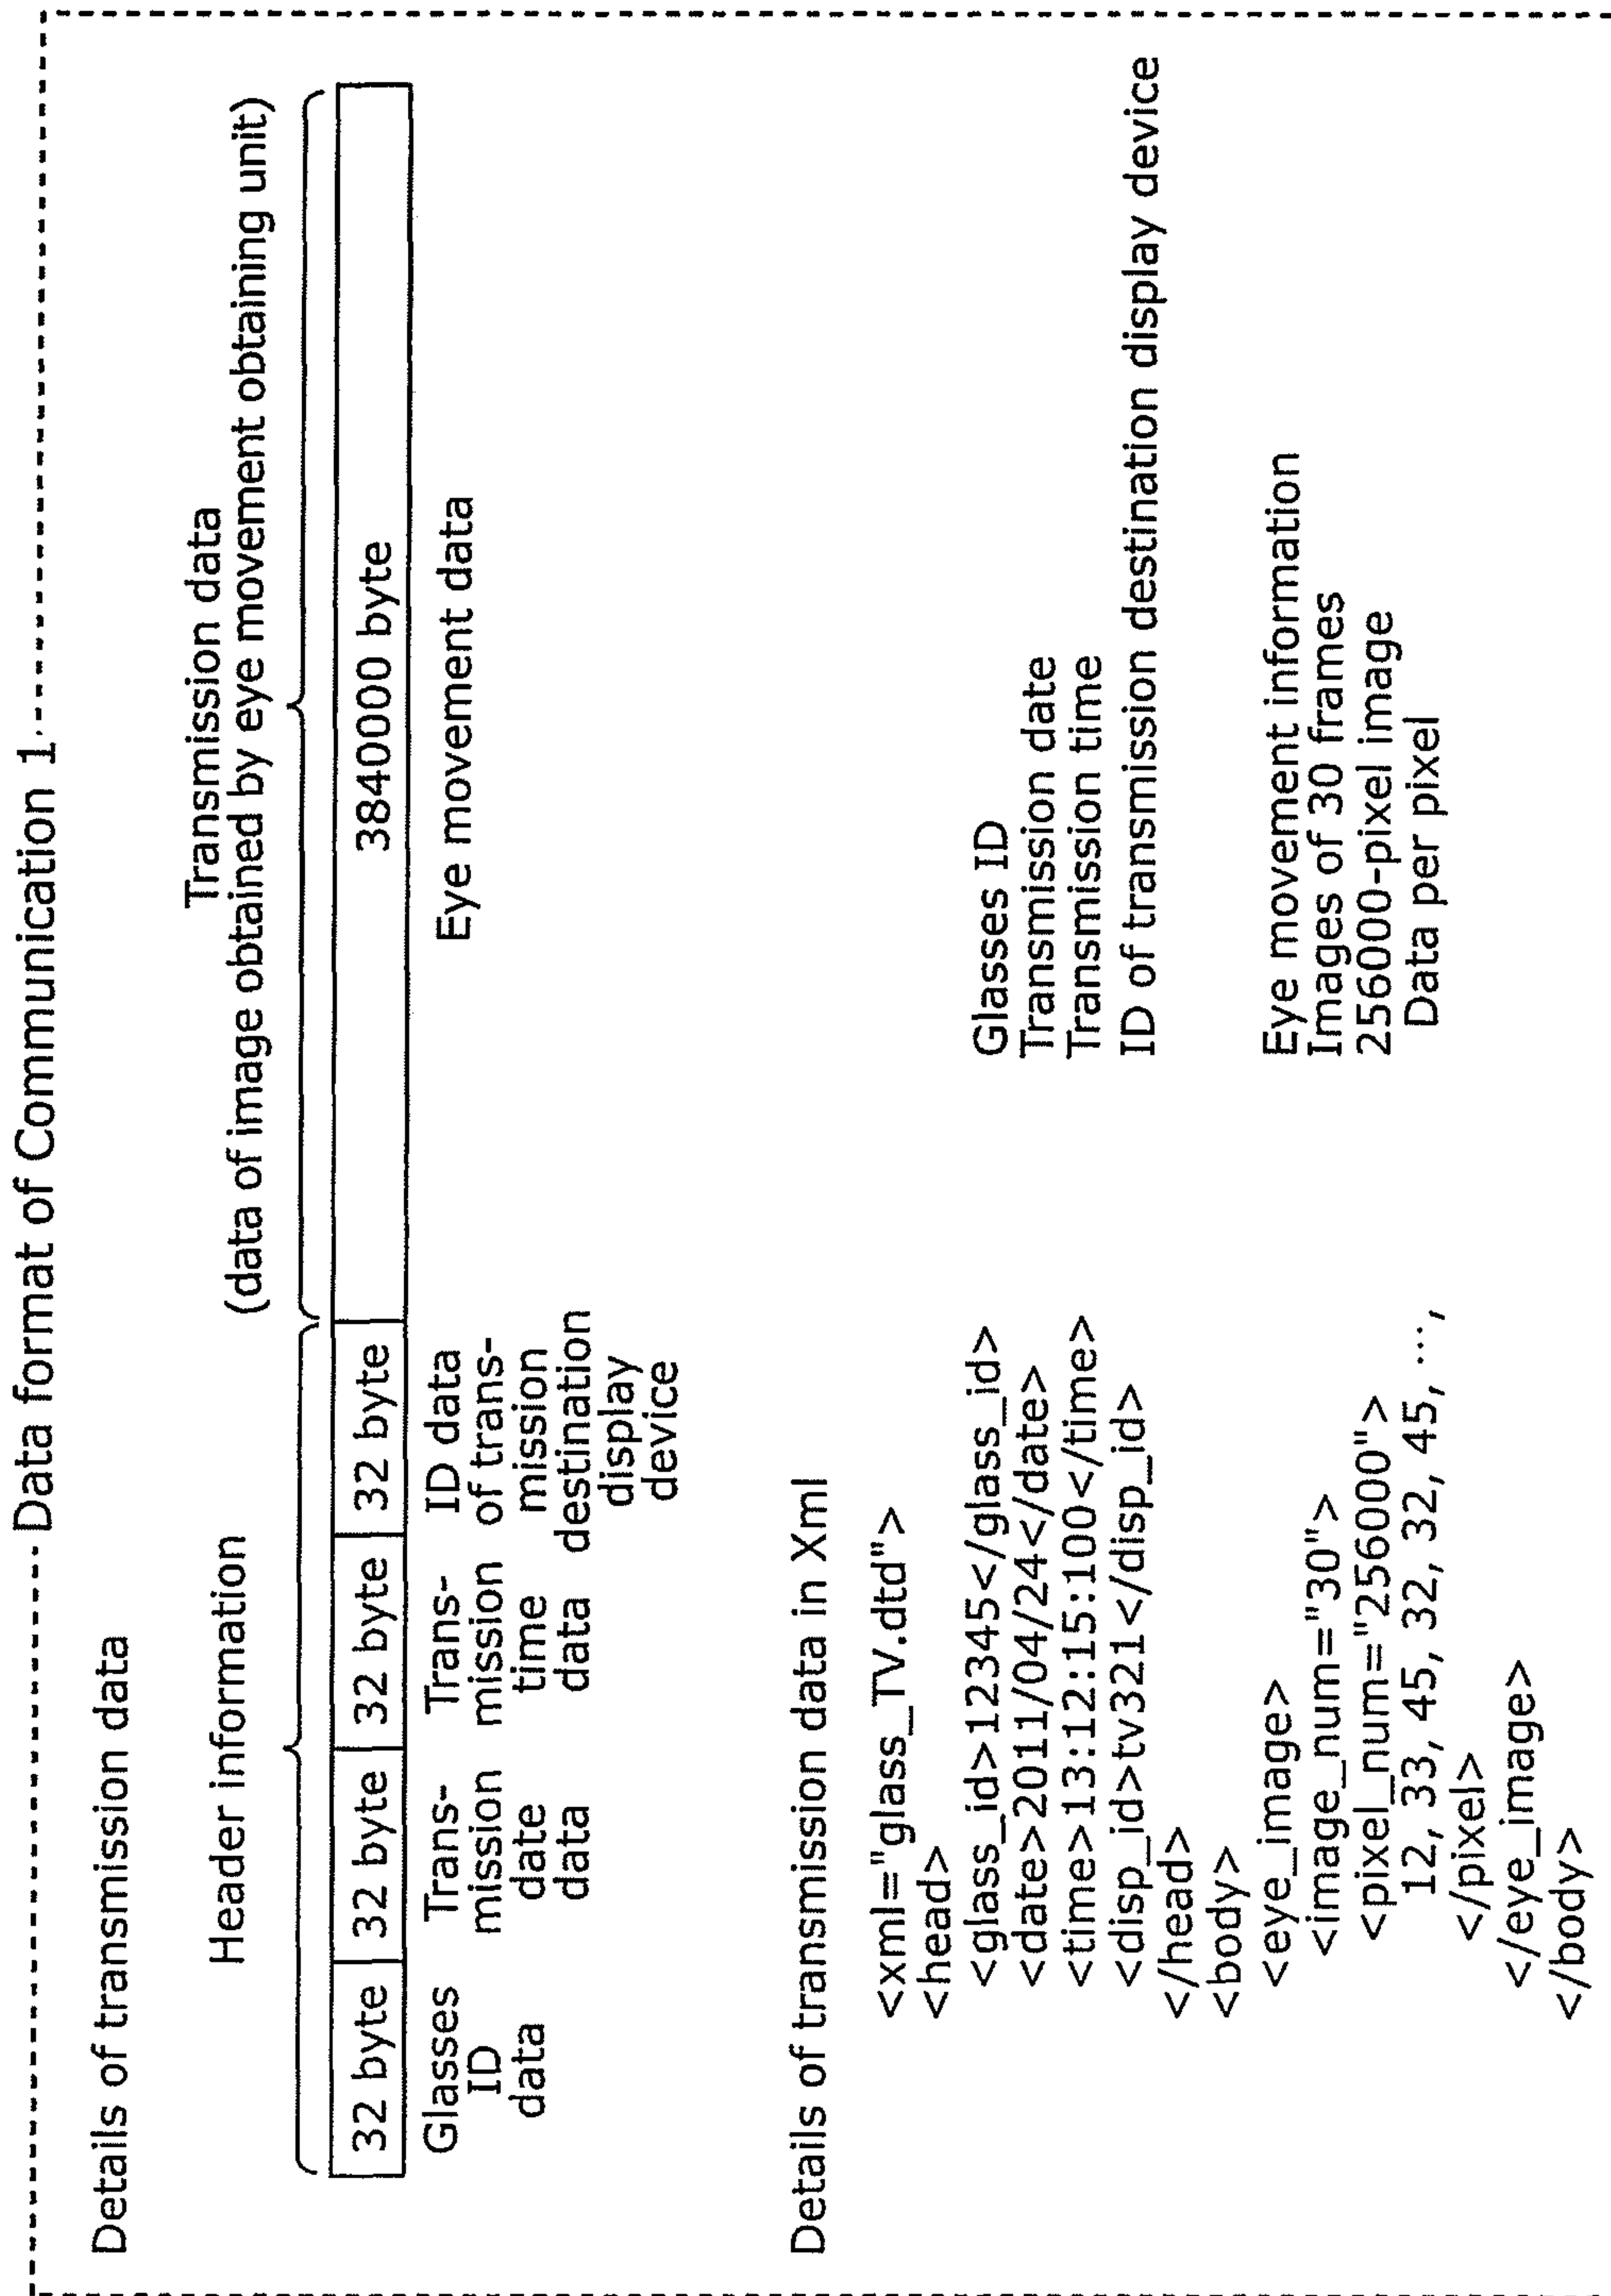 Data format of Communication 1
Details of transmission data
Header information
Transmission data
(data of image obtained by eye movement obtaining unit)
32 byte 32 byte 32 byte 32 byte 3840000 byte
Glasses
ID
data
Trans-
mission
date
data
Trans-
mission
time
data
ID data
of trans-
mission
destination
display
device
Eye movement data
Details of transmission data in Xml
<xml="glass_TV.dtd">
<head>
<glass_id>12345</glass_id> Glasses ID
<date>2011/04/24</date> Transmission date
<time>13:12:15:100</time> Transmission time
<disp_id>tv321</disp_id> ID of transmission destination display device
</head>
<body>
<eye_image> Eye movement information
<image_num="30"> Images of 30 frames
<pixel_num="256000"> 256000-pixel image
12, 33, 45, 32, 32, 45, ···, Data per pixel
</pixel>
</eye_image>
</body>